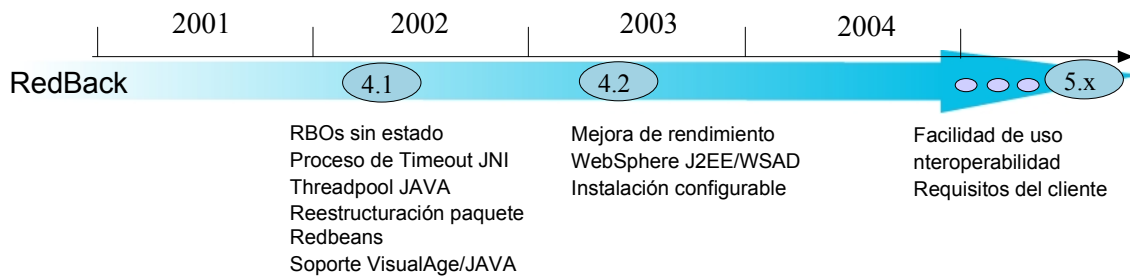 2001
2002
2003
2004
RedBack
4.1
4.2
5.x
RBOs sin estado
Proceso de Timeout JNI
Threadpool JAVA
Reestructuración paquete
Redbeans
Soporte VisualAge/JAVA
Mejora de rendimiento
WebSphere J2EE/WSAD
Instalación configurable
Facilidad de uso
nteroperabilidad
Requisitos del cliente